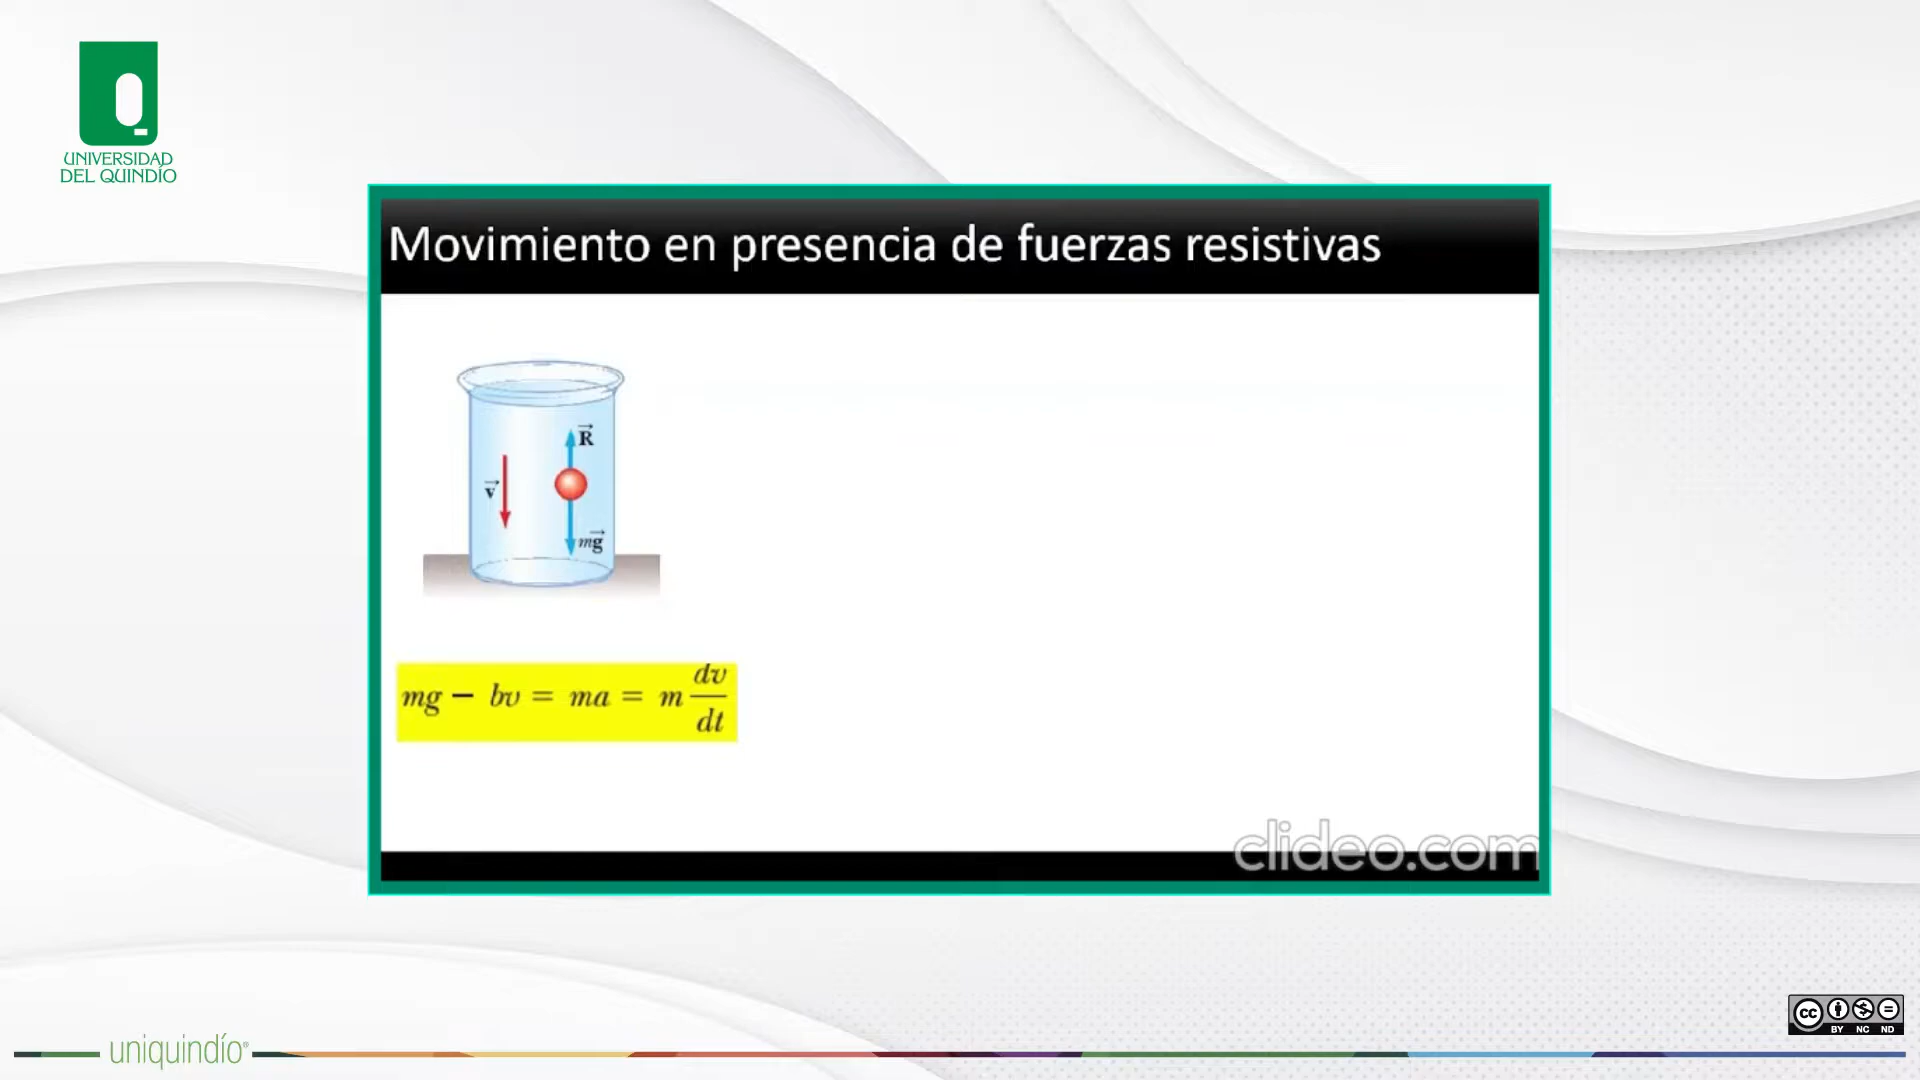 UNIVERSIDAD
DEL QUINDÍO
Movimiento en presencia de fuerzas resistivas
R
v
mg
mg − bv = ma = m dv/dt
clideo.com
uniquindío®
cc
BY NC ND